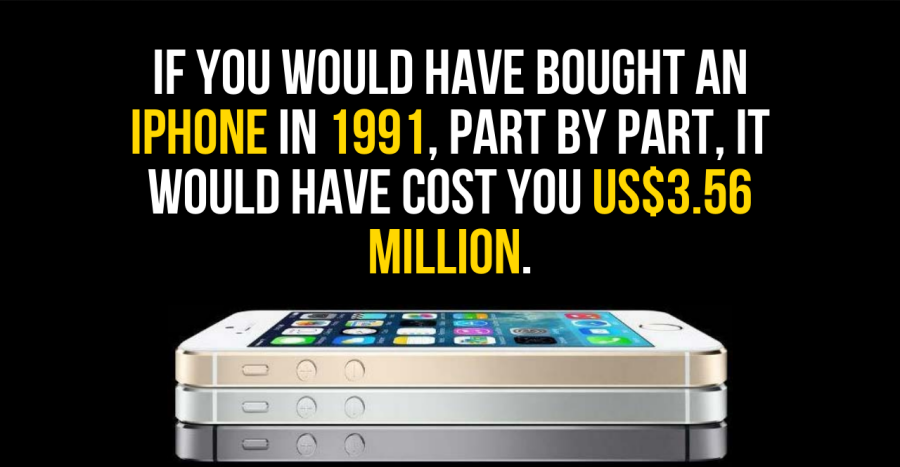 IF YOU WOULD HAVE BOUGHT AN
IPHONE IN 1991, PART BY PART, IT
WOULD HAVE COST YOU US$3.56
MILLION.